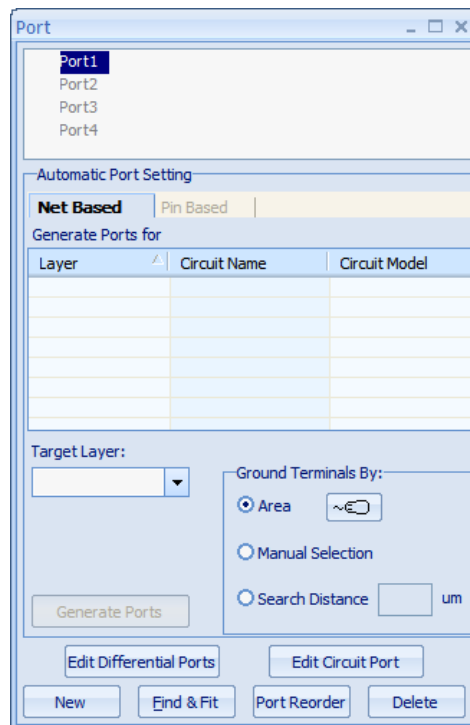 Port
Port1
Port2
Port3
Port4
Automatic Port Setting
Net Based Pin Based
Generate Ports for
Layer Circuit Name Circuit Model
Target Layer:
Ground Terminals By:
Area
Manual Selection
Search Distance um
Generate Ports
Edit Differential Ports Edit Circuit Port
New Find & Fit Port Reorder Delete